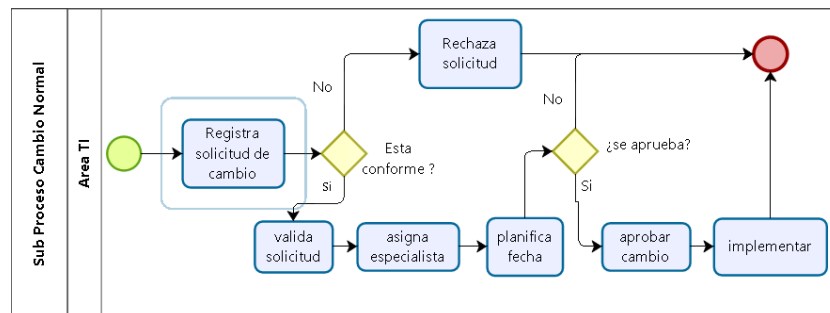 Sub Proceso Cambio Normal
Area TI
Registra
solicitud de
cambio
No
Esta
conforme ?
si
Rechaza
solicitud
valida
solicitud
asigna
especialista
planifica
fecha
No
¿se aprueba?
Si
aprobar
cambio
implementar